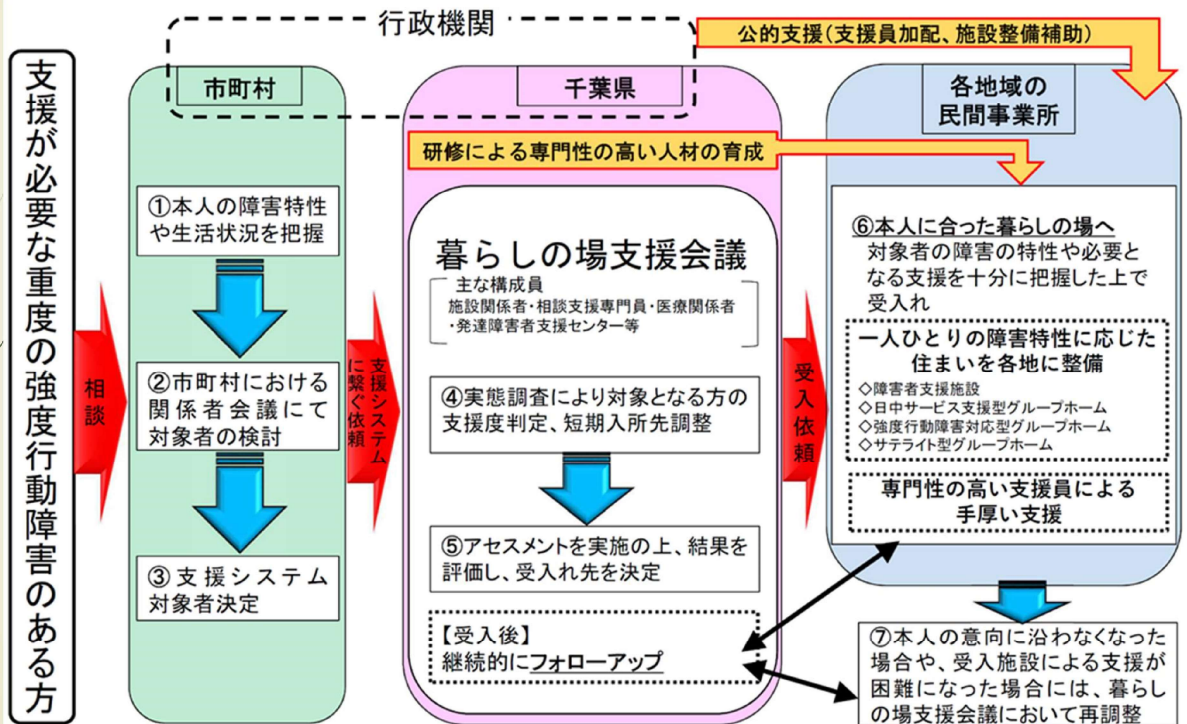 行政機関
公的支援(支援員加配、施設整備補助)
支援が必要な重度の強度行動障害のある方
相談
市町村
①本人の障害特性
や生活状況を把握
②市町村における
関係者会議にて
対象者の検討
③支援システム
対象者決定
支援システム
に繋ぐ依頼
千葉県
研修による専門性の高い人材の育成
暮らしの場支援会議
主な構成員
施設関係者・相談支援専門員・医療関係者
・発達障害者支援センター等
④実態調査により対象となる方の
支援度判定、短期入所先調整
⑤アセスメントを実施の上、結果を
評価し、受入れ先を決定
【受入後】
継続的にフォローアップ
受入依頼
各地域の
民間事業所
⑥本人に合った暮らしの場へ
対象者の障害の特性や必要と
なる支援を十分に把握した上で
受入れ
一人ひとりの障害特性に応じた
住まいを各地に整備
◇障害者支援施設
◇日中サービス支援型グループホーム
◇強度行動障害対応型グループホーム
◇サテライト型グループホーム
専門性の高い支援員による
手厚い支援
⑦本人の意向に沿わなくなった
場合や、受入施設による支援が
困難になった場合には、暮らし
の場支援会議において再調整